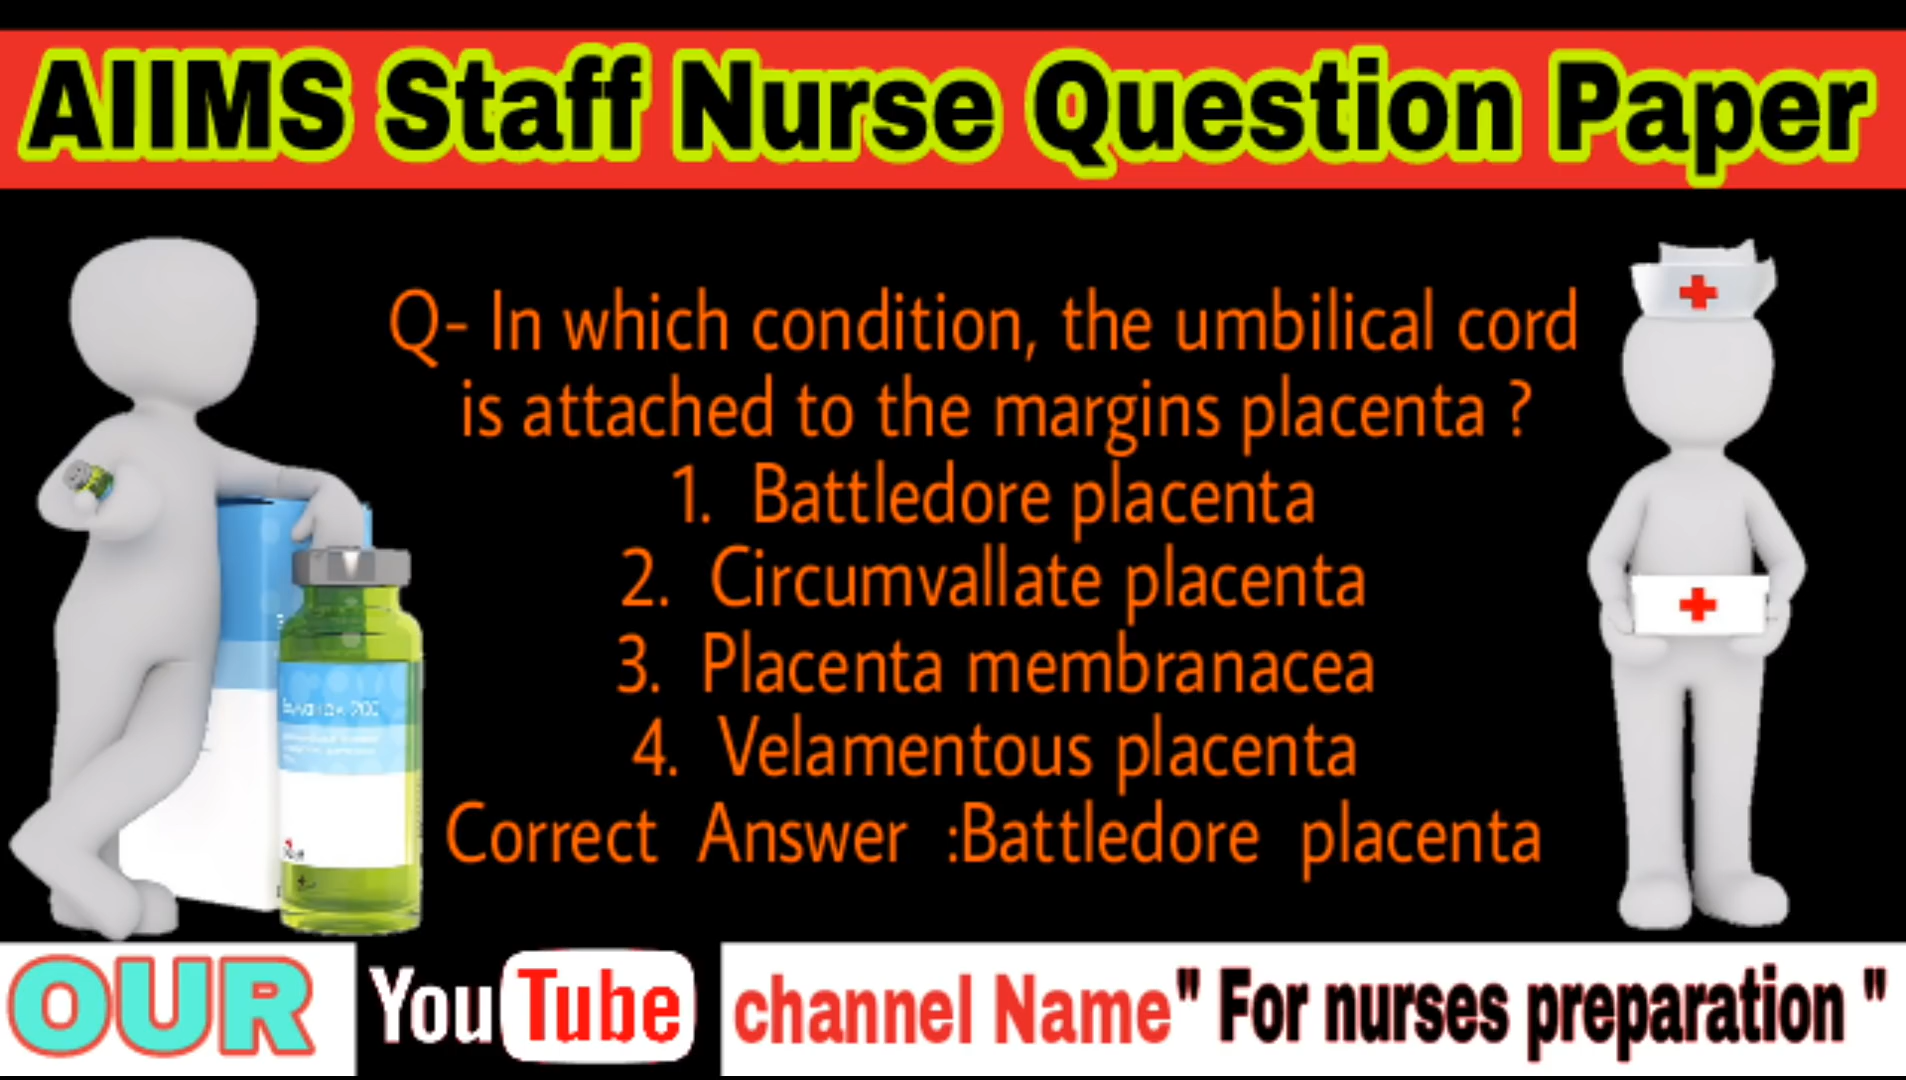 AIIMS Staff Nurse Question Paper
Q- In which condition, the umbilical cord
is attached to the margins placenta ?
1. Battledore placenta
2. Circumvallate placenta
3. Placenta membranacea
4. Velamentous placenta
Correct Answer :Battledore placenta
OUR YouTube channel Name " For nurses preparation "